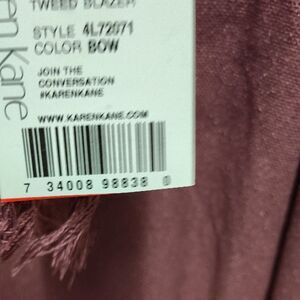 TWEED BLAZER
STYLE 4L72071
COLOR BOW
JOIN THE
CONVERSATION
#KARENKANE
WWW.KARENKANE.COM
7 34008 98838 0
en Kane